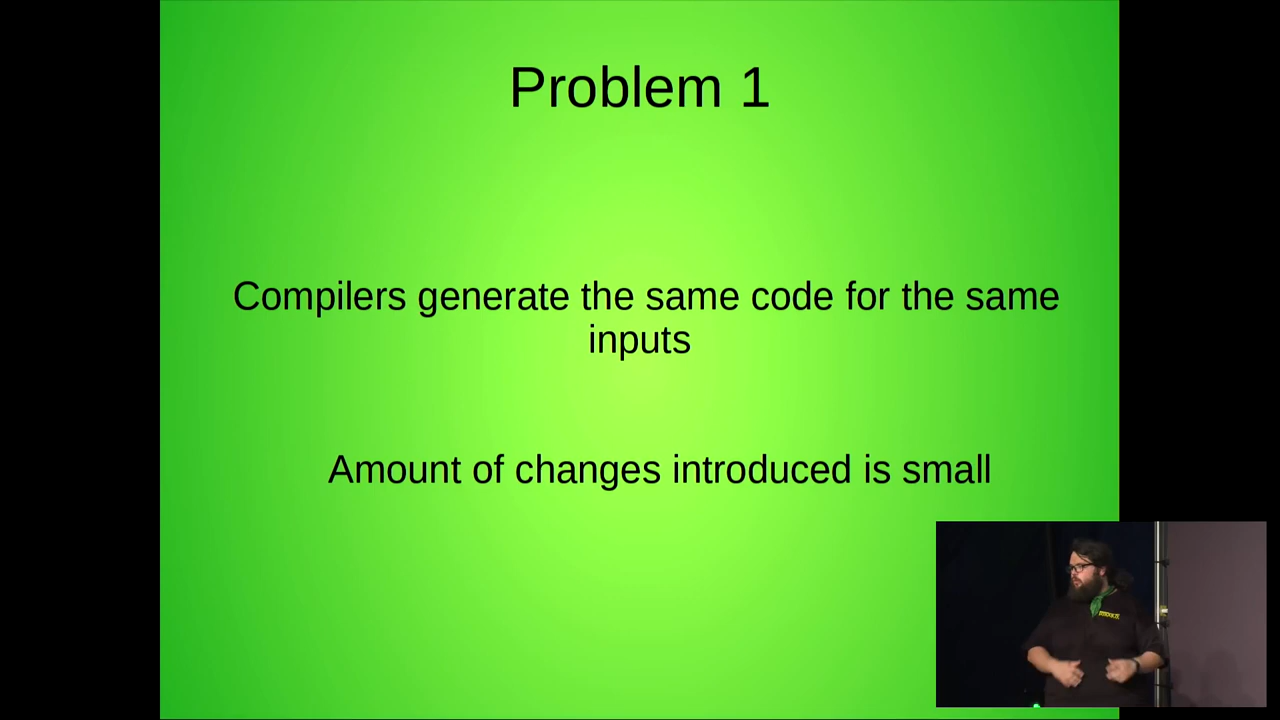 Problem 1
Compilers generate the same code for the same
inputs
Amount of changes introduced is small